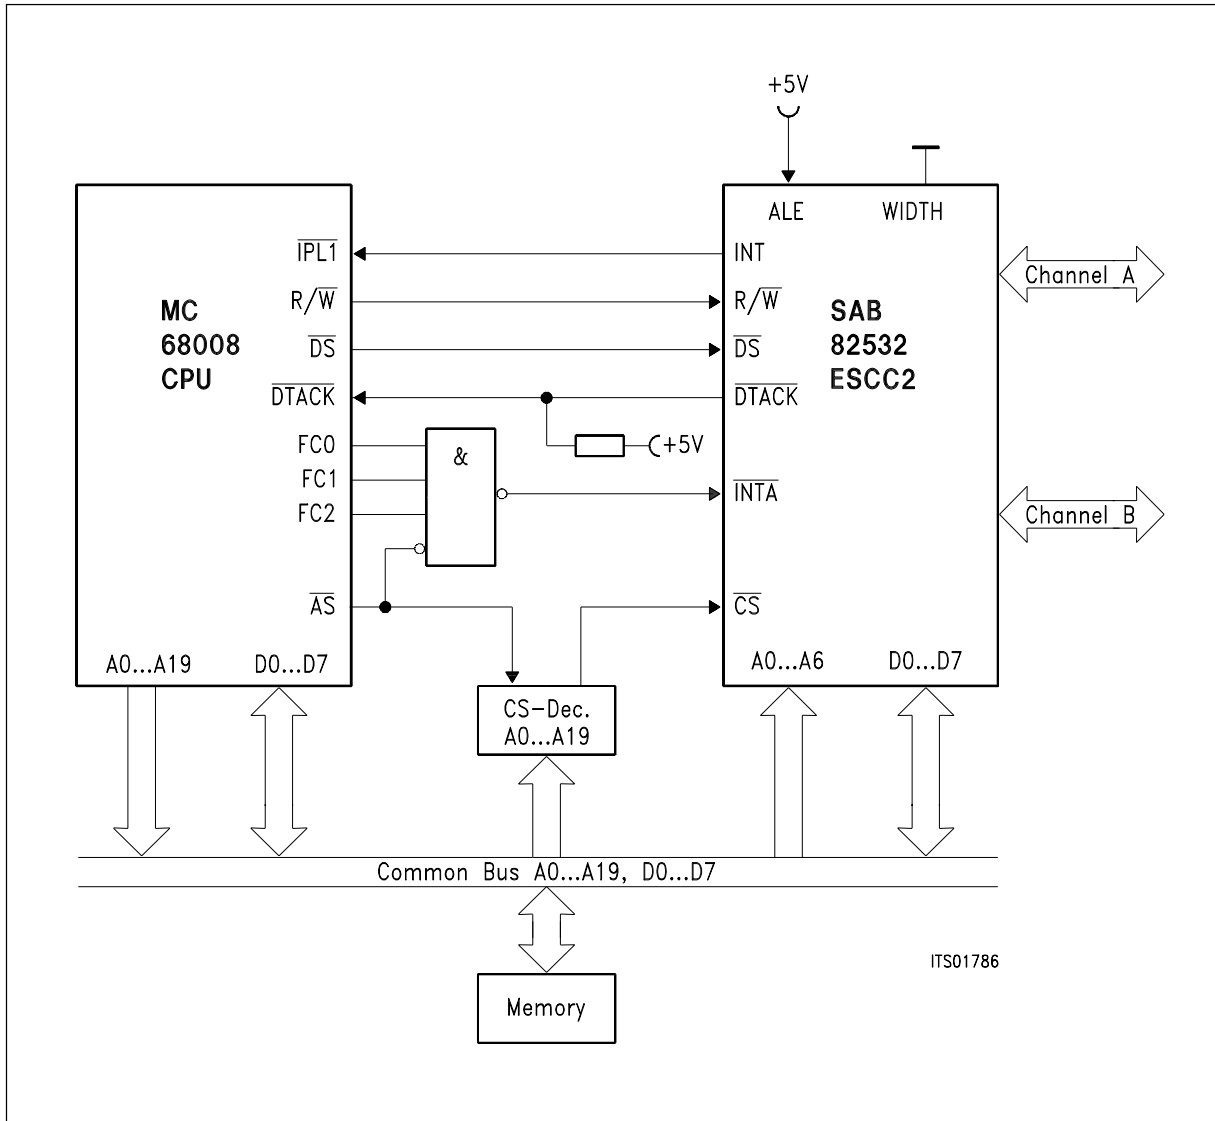 +5V
ALE WIDTH
IPL1 INT
R/W R/W
DS DS
DTACK DTACK
MC
68008
CPU
SAB
82532
ESCC2
Channel A
FC0
FC1
FC2
&
+5V
INTA
Channel B
AS CS
A0...A19 D0...D7
A0...A6 D0...D7
CS-Dec.
A0...A19
Common Bus A0...A19, D0...D7
Memory
ITS01786